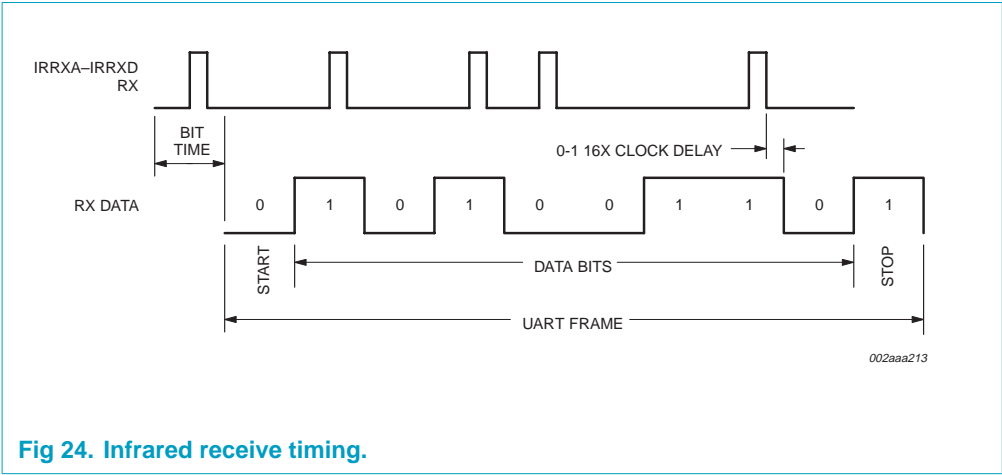 IRRXA–IRRXD
RX
BIT
TIME
0-1 16X CLOCK DELAY
RX DATA
0 1 0 1 0 0 1 1 0 1
START
DATA BITS
STOP
UART FRAME
002aaa213
Fig 24. Infrared receive timing.